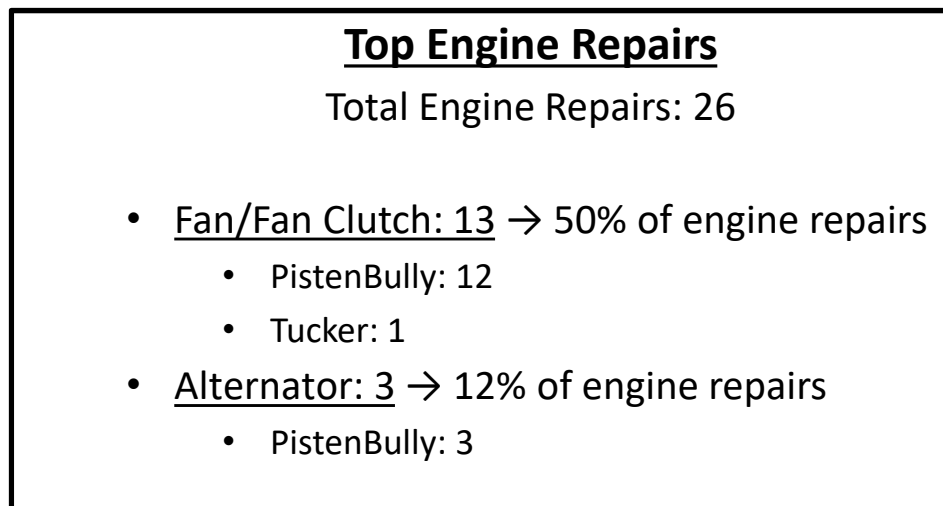 Top Engine Repairs
Total Engine Repairs: 26
• Fan/Fan Clutch: 13 → 50% of engine repairs
• PistenBully: 12
• Tucker: 1
• Alternator: 3 → 12% of engine repairs
• PistenBully: 3